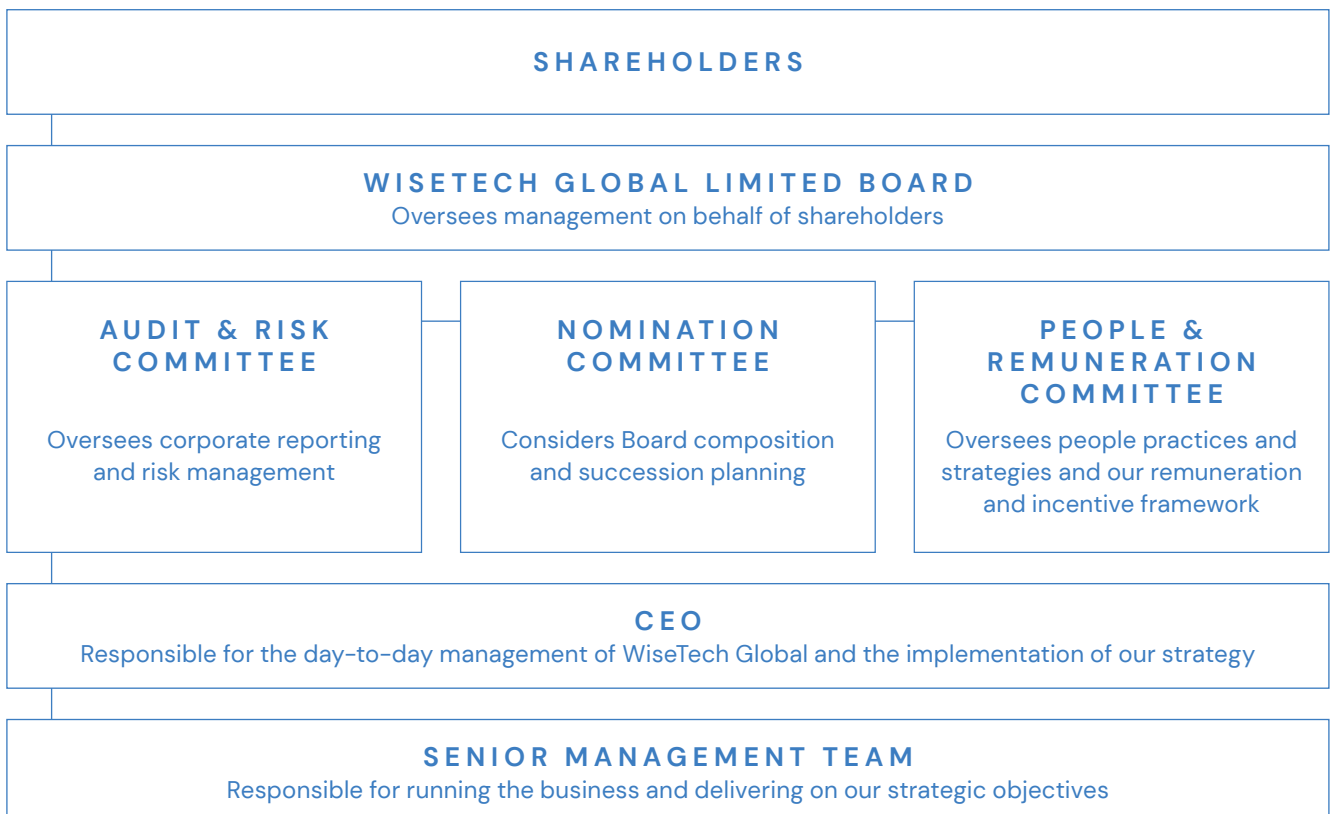 SHAREHOLDERS
WISETECH GLOBAL LIMITED BOARD
Oversees management on behalf of shareholders
AUDIT & RISK
COMMITTEE
Oversees corporate reporting
and risk management
NOMINATION
COMMITTEE
Considers Board composition
and succession planning
PEOPLE &
REMUNERATION
COMMITTEE
Oversees people practices and
strategies and our remuneration
and incentive framework
CEO
Responsible for the day-to-day management of WiseTech Global and the implementation of our strategy
SENIOR MANAGEMENT TEAM
Responsible for running the business and delivering on our strategic objectives